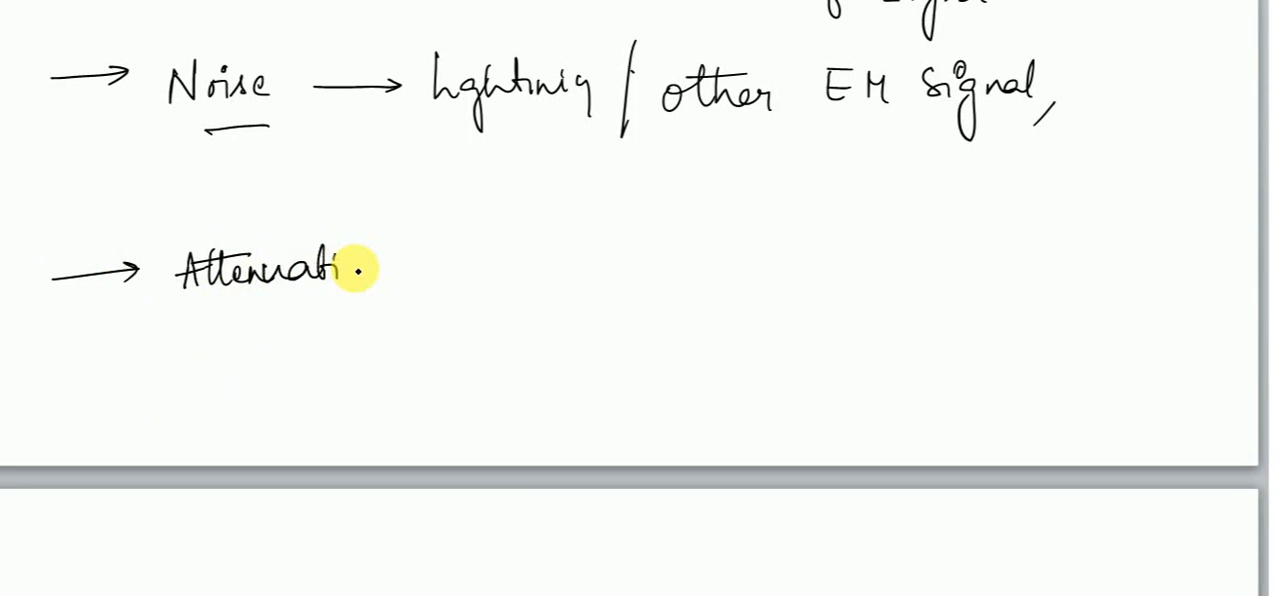 → Noise → lightning / other EM signal,
→ Attenuati